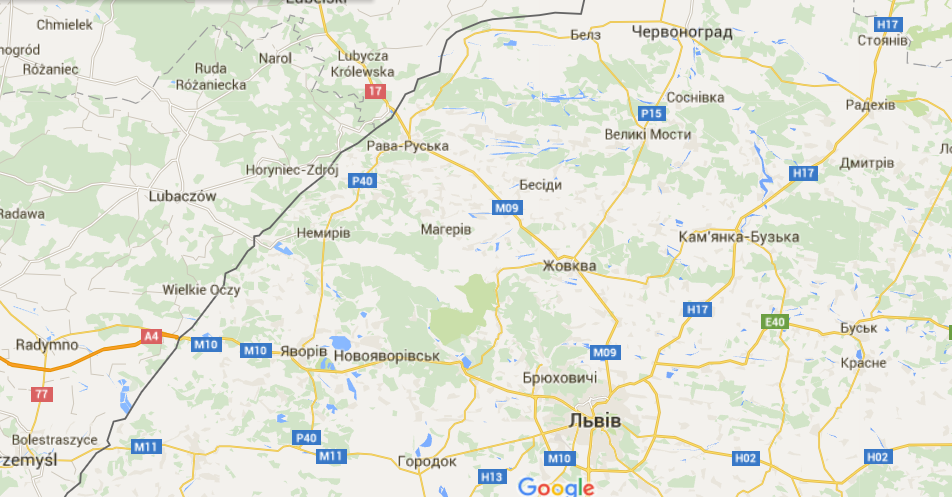 Lubelski
Chmielek
Белз
Червоноград
H17
Стоянів
Narol
Lubycza
Królewska
Różaniec
Ruda
Różaniecka
17
Соснівка
Радехів
P15
Великі Мости
Рава-Руська
Дмитрів
Horyniec-Zdrój
P40
H17
Бесіди
Lubaczów
M09
Radawa
Магерів
Немирів
Кам'янка-Бузька
Жовква
Wielkie Oczy
H17
E40
Буськ
A4
Radymno
M10
M10
Яворів
Новояворівськ
M09
Красне
Брюховичі
77
Львів
Bolestraszyce
P40
M11
rzemyśl
M11
Городок
M10
H02
H02
H13
Google